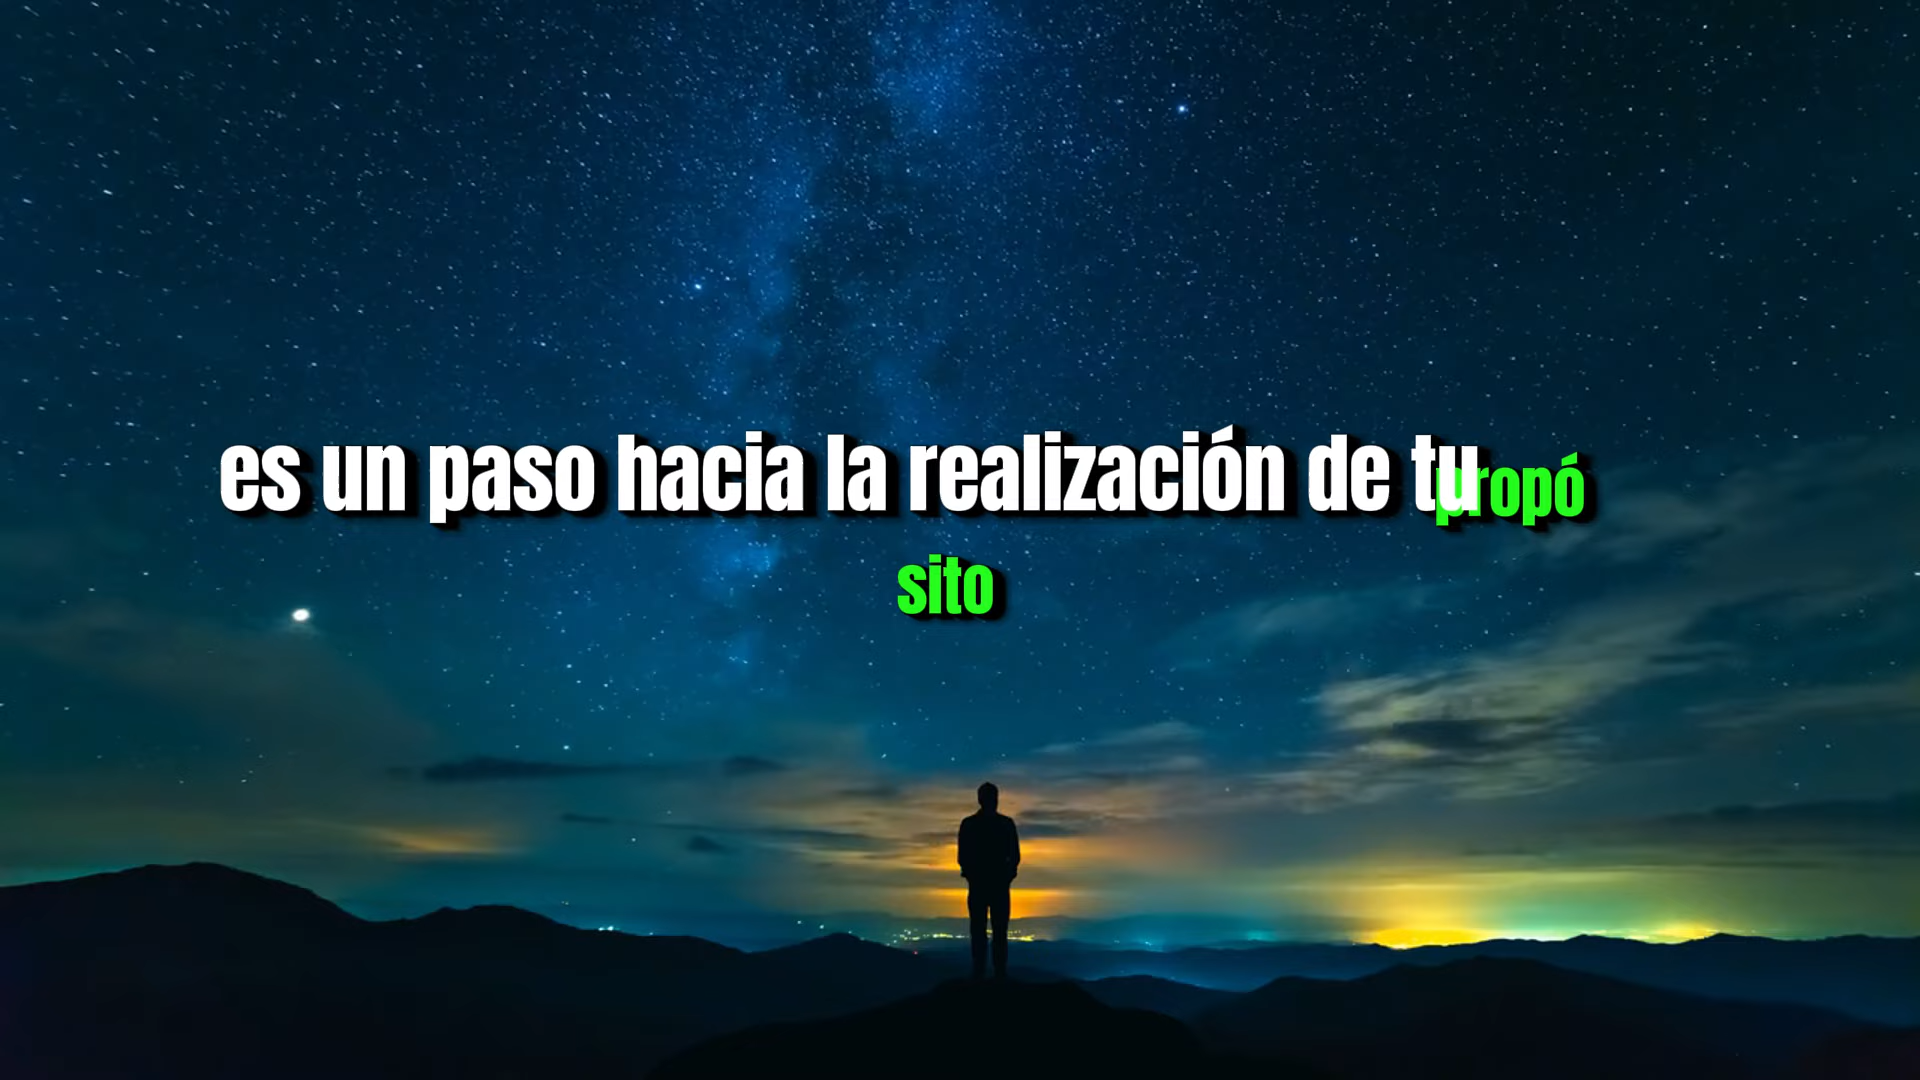 es un paso hacia la realización de tu propó
sito